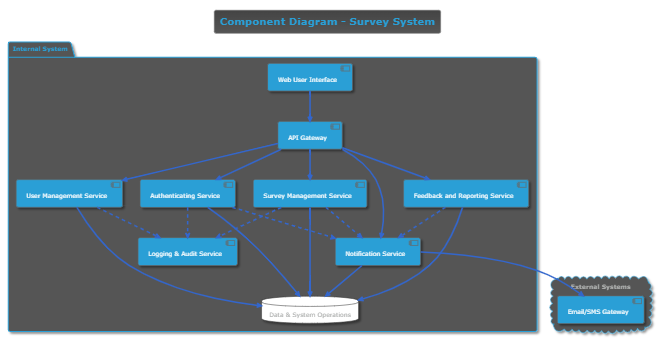 Component Diagram - Survey System
Internal System
Web User Interface
API Gateway
User Management Service
Authenticating Service
Survey Management Service
Feedback and Reporting Service
Logging & Audit Service
Notification Service
External Systems
Email/SMS Gateway
Data & System Operations